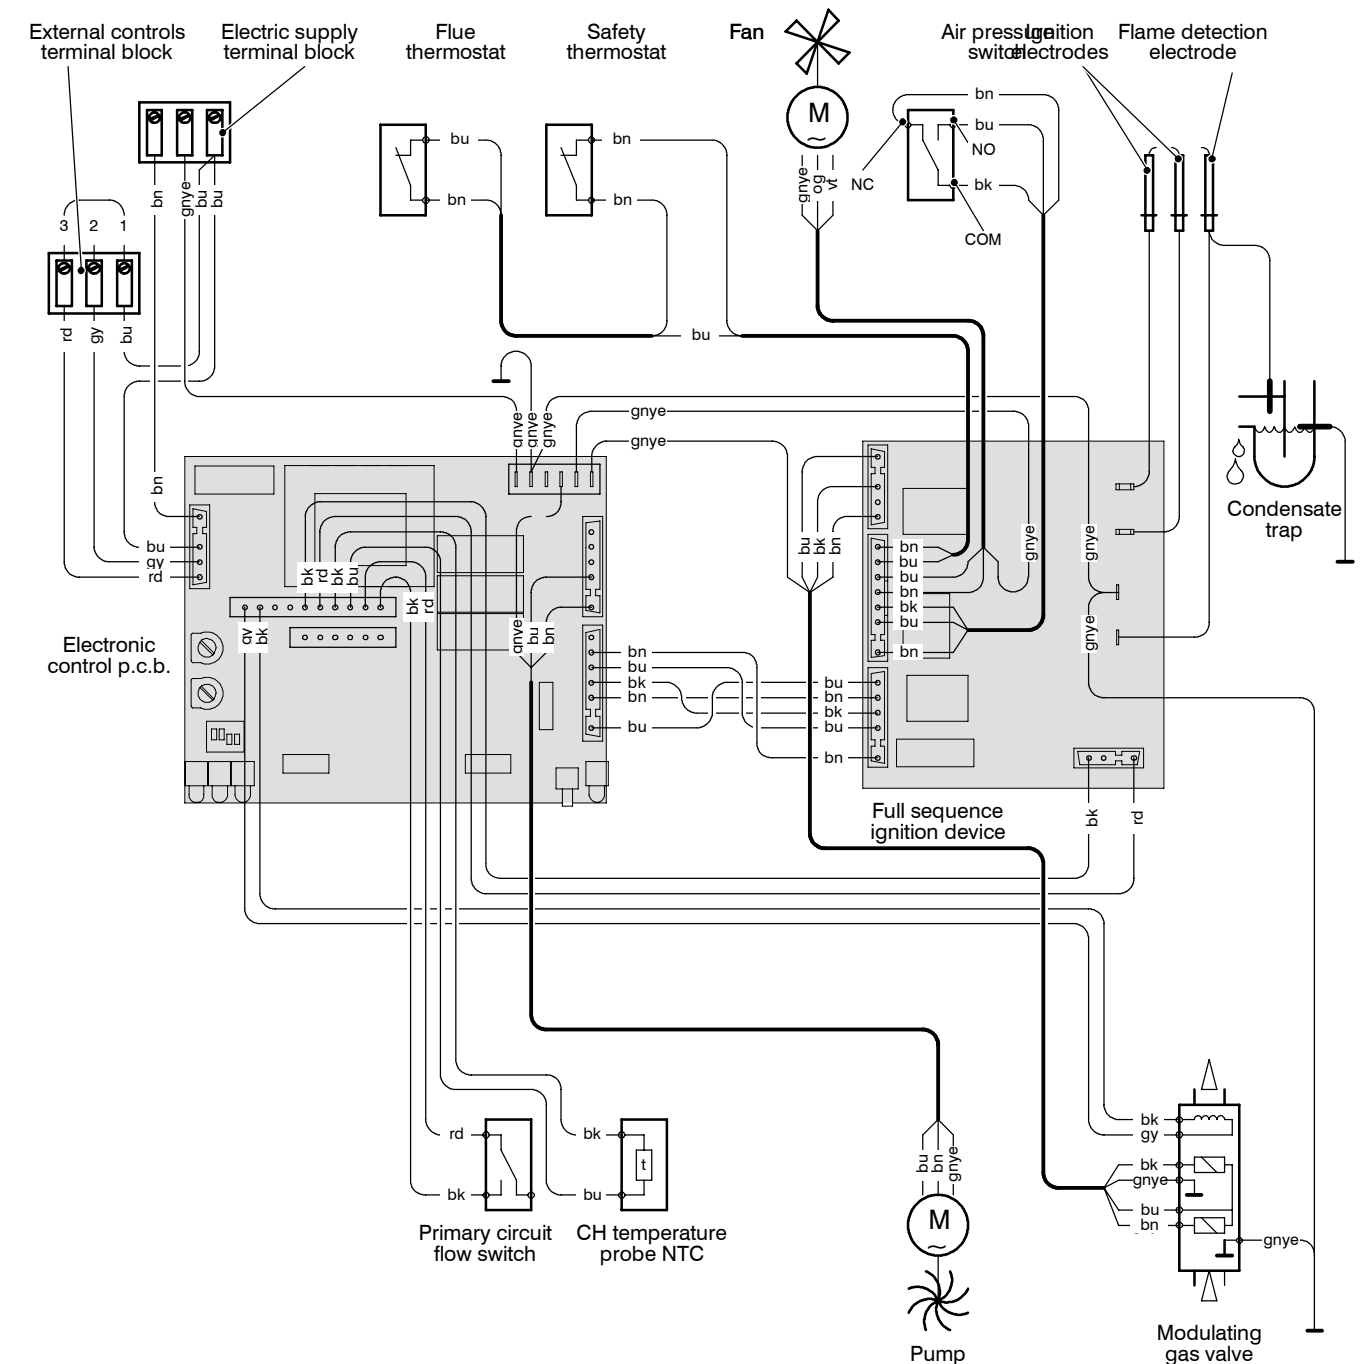 External controls
terminal block
Electric supply
terminal block
Flue
thermostat
Safety
thermostat
Fan
Air pressure
switch
Ignition
electrodes
Flame detection
electrode
M
~
bn
bu
NO
bk
NC
COM
bu
bn
bn
bn
gnye
og
vt
bn
gnye
bu
bu
3
2
1
rd
gy
bu
bu
gnye
gnye
gnye
gnye
gnye
bn
bu
gy
rd
bk
rd
bk
bu
bk
rd
gy
bk
gnye
bu
bn
bu
bk
bn
bn
bu
bu
bn
bk
bu
bn
gnye
gnye
gnye
Condensate
trap
Electronic
control p.c.b.
bn
bu
bk
bn
bu
bu
bn
bk
bu
bn
Full sequence
ignition device
bk
rd
rd
bk
bk
bu
t
Primary circuit
flow switch
CH temperature
probe NTC
bu
bn
gnye
M
~
Pump
bk
gy
bk
gnye
bu
bn
gnye
Modulating
gas valve